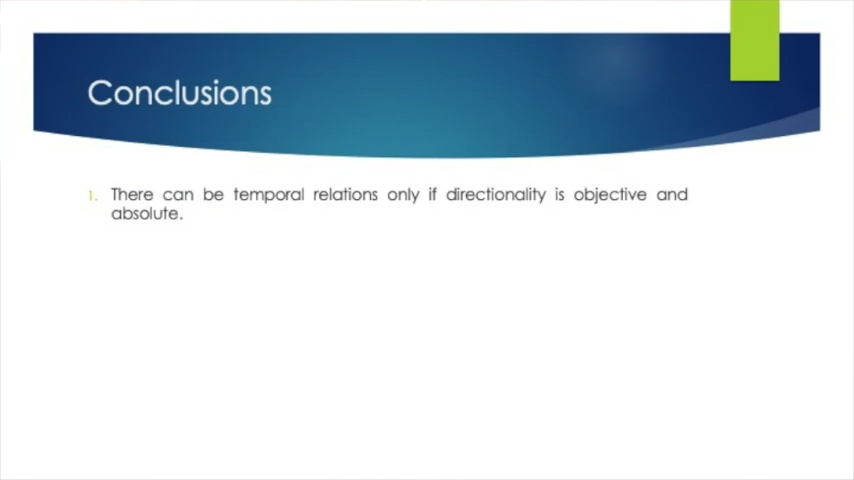 Conclusions
1. There can be temporal relations only if directionality is objective and
absolute.